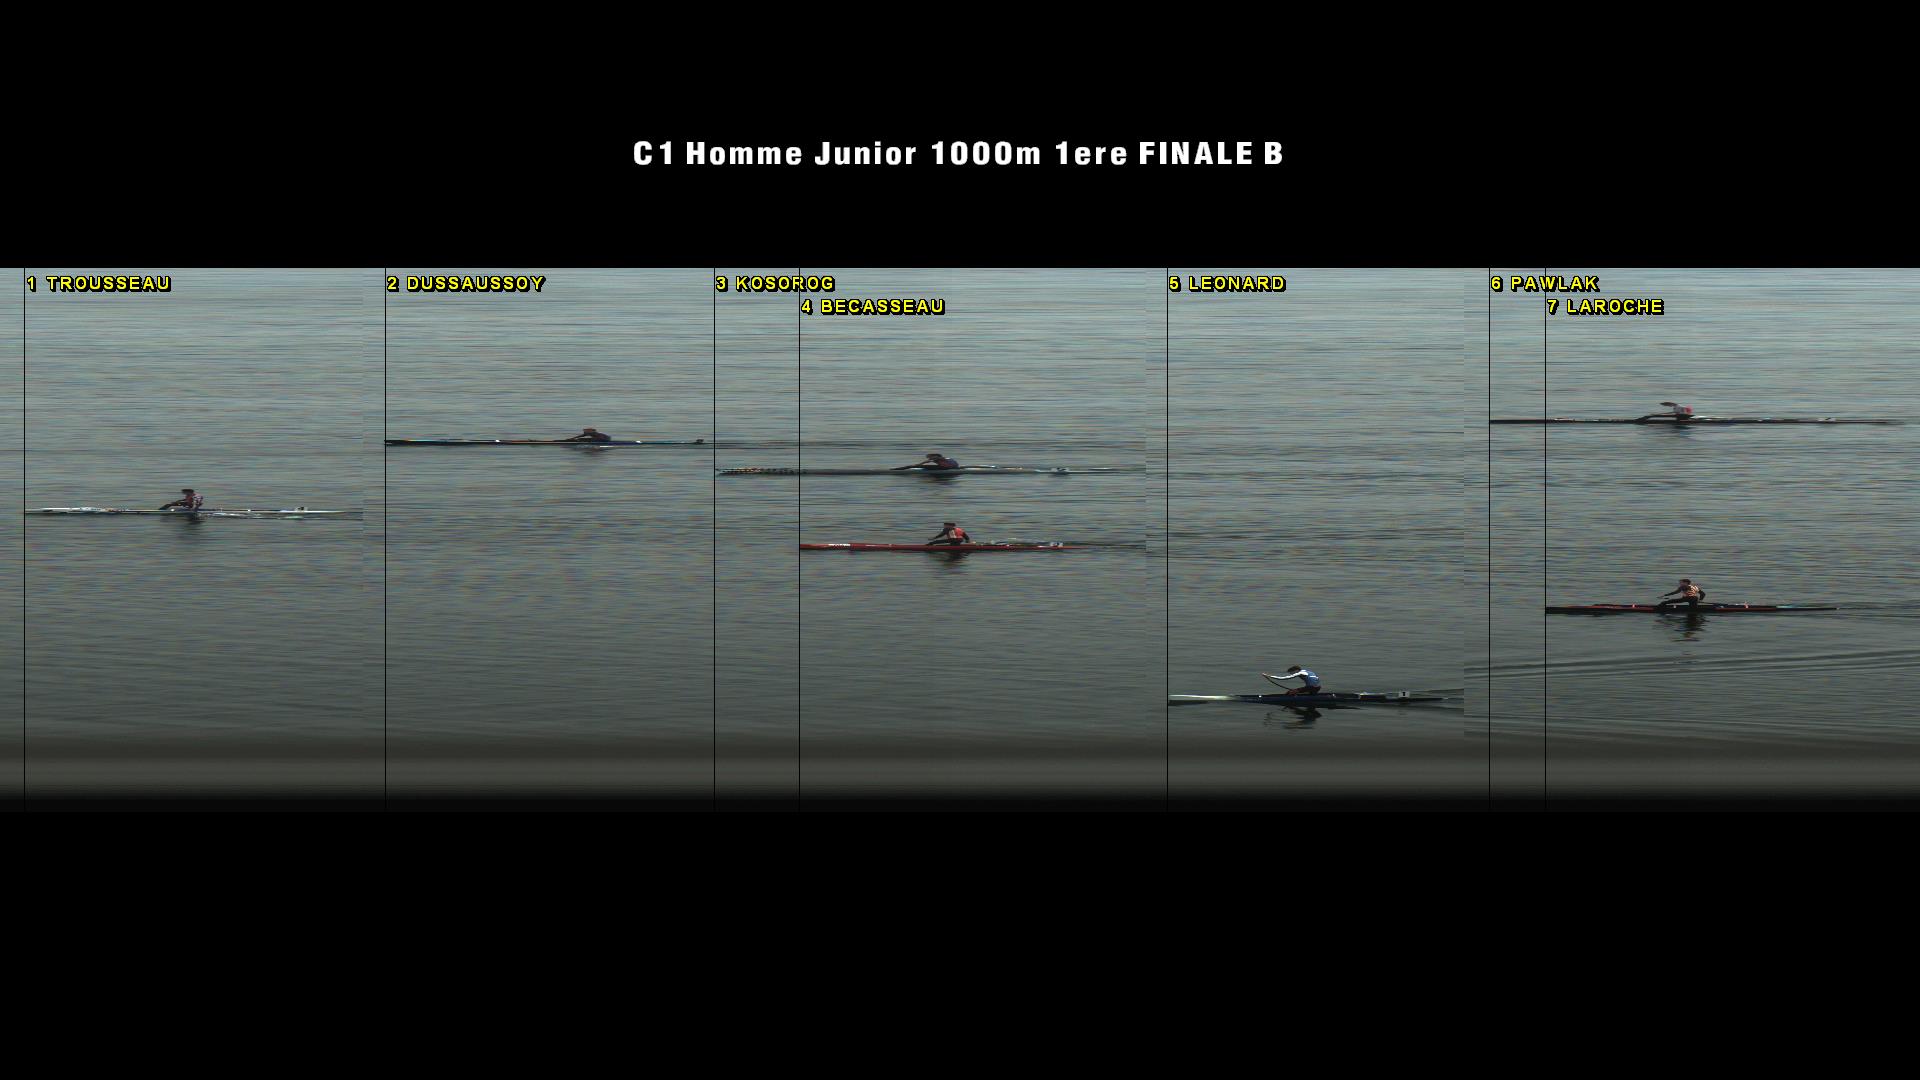 C1 Homme Junior 1000m 1ere FINALE B
1 TROUSSEAU
2 DUSSAUSSOY
3 KOSOROG
4 BECASSEAU
5 LEONARD
6 PAWLAK
7 LAROCHE